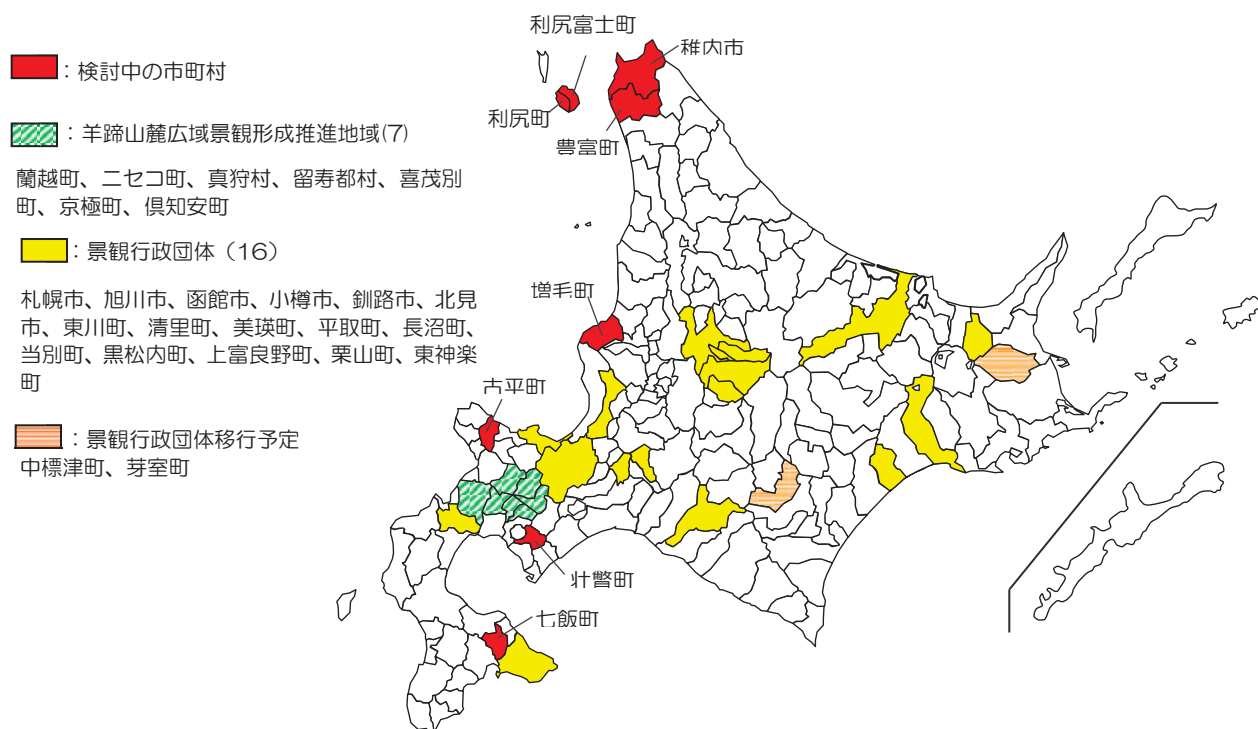 ：検討中の市町村
：羊蹄山麓広域景観形成推進地域(7)
蘭越町、ニセコ町、真狩村、留寿都村、喜茂別
町、京極町、倶知安町
：景観行政団体（16）
札幌市、旭川市、函館市、小樽市、釧路市、北見
市、東川町、清里町、美瑛町、平取町、長沼町、
当別町、黒松内町、上富良野町、栗山町、東神楽
町
：景観行政団体移行予定
中標津町、芽室町
利尻富士町
稚内市
利尻町
豊富町
増毛町
古平町
壮瞥町
七飯町